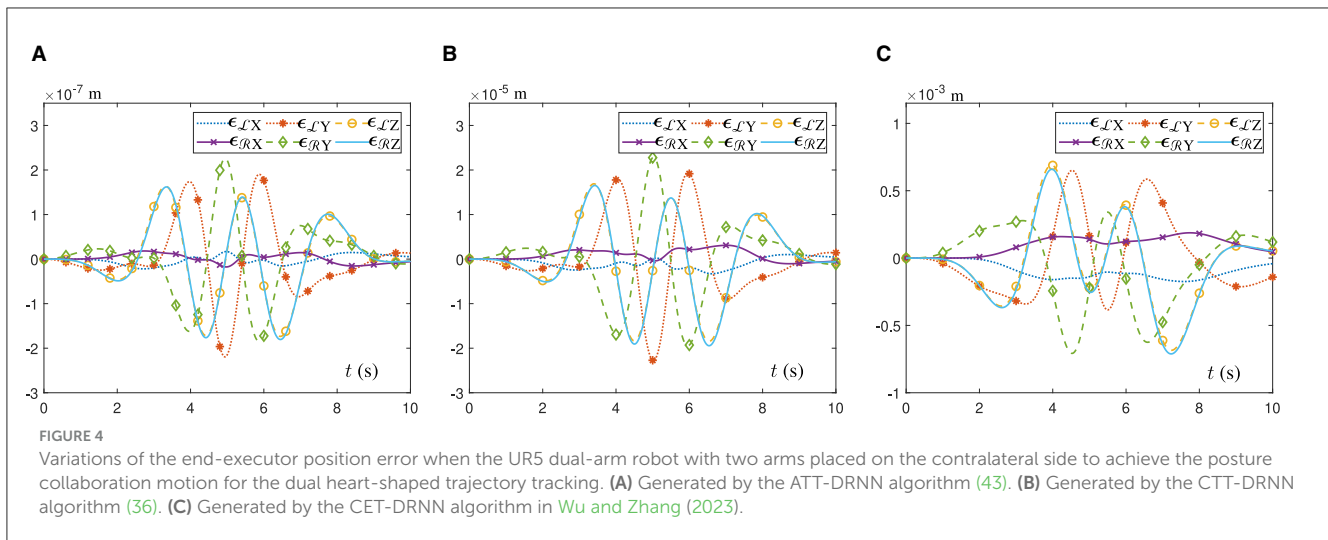 A
B
C
×10⁻⁷ m
ϵℒX ϵℒY ϵℒZ
ϵℛX ϵℛY ϵℛZ
3
2
1
0
-1
-2
-3
0 2 4 6 8 10
t (s)
×10⁻⁵ m
ϵℒX ϵℒY ϵℒZ
ϵℛX ϵℛY ϵℛZ
3
2
1
0
-1
-2
-3
0 2 4 6 8 10
t (s)
×10⁻³ m
ϵℒX ϵℒY ϵℒZ
ϵℛX ϵℛY ϵℛZ
1
0.5
0
-0.5
-1
0 2 4 6 8 10
t (s)
FIGURE 4
Variations of the end-executor position error when the UR5 dual-arm robot with two arms placed on the contralateral side to achieve the posture
collaboration motion for the dual heart-shaped trajectory tracking. (A) Generated by the ATT-DRNN algorithm (43). (B) Generated by the CTT-DRNN
algorithm (36). (C) Generated by the CET-DRNN algorithm in Wu and Zhang (2023).